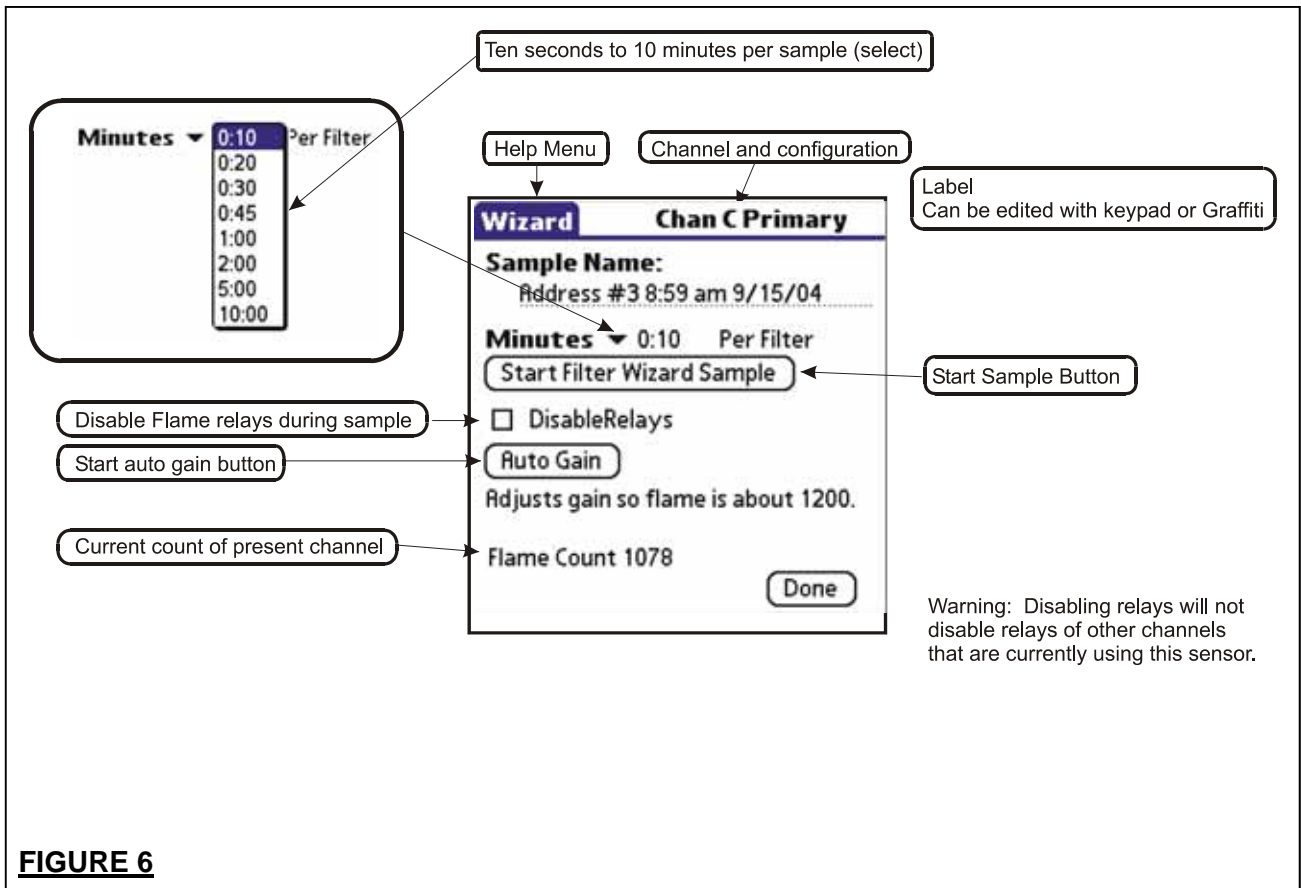 Ten seconds to 10 minutes per sample (select)
Minutes 0:10 Per Filter
0:20
0:30
0:45
1:00
2:00
5:00
10:00
Help Menu
Channel and configuration
Label
Can be edited with keypad or Graffiti
Wizard Chan C Primary
Sample Name:
Address #3 8:59 am 9/15/04
Minutes 0:10 Per Filter
Start Filter Wizard Sample
Start Sample Button
Disable Flame relays during sample
DisableRelays
Start auto gain button
Auto Gain
Adjusts gain so flame is about 1200.
Current count of present channel
Flame Count 1078
Done
Warning: Disabling relays will not
disable relays of other channels
that are currently using this sensor.
FIGURE 6